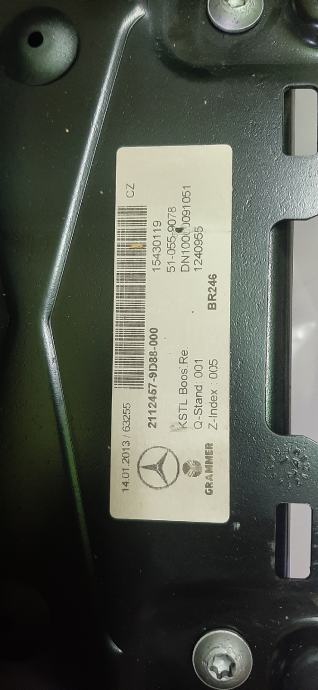 14.01.2013 / 63255
CZ
2112457-9D88-000
15430119
KSTL Boos.Re
51-055-9078
Q-Stand : 001
Z-Index : 005
1240955
BR246
GRAMMER